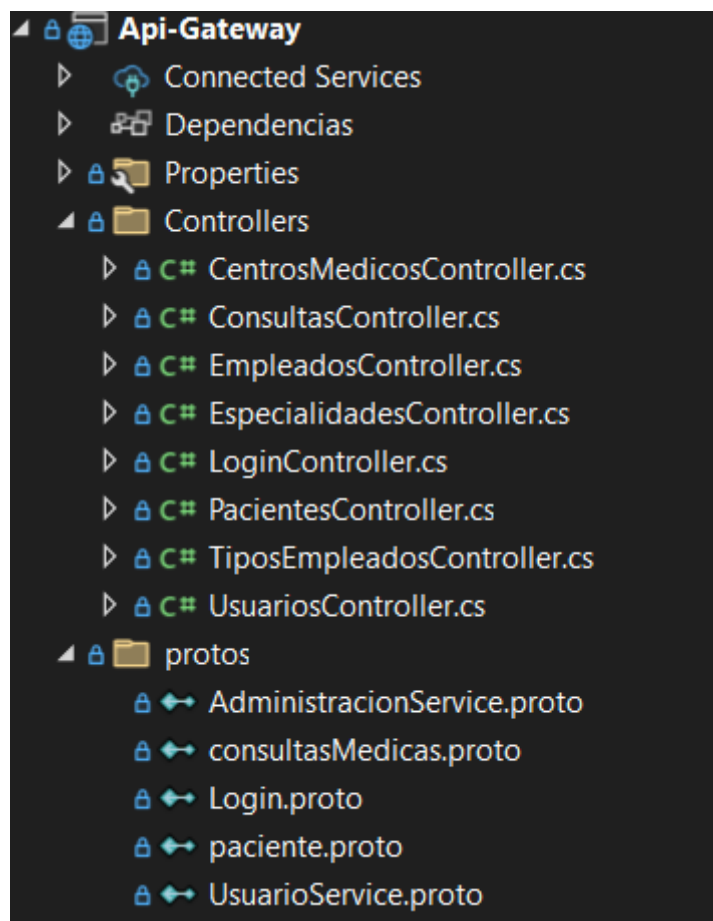 Api-Gateway
Connected Services
Dependencias
Properties
Controllers
C# CentrosMedicosController.cs
C# ConsultasController.cs
C# EmpleadosController.cs
C# EspecialidadesController.cs
C# LoginController.cs
C# PacientesController.cs
C# TiposEmpleadosController.cs
C# UsuariosController.cs
protos
AdministracionService.proto
consultasMedicas.proto
Login.proto
paciente.proto
UsuarioService.proto